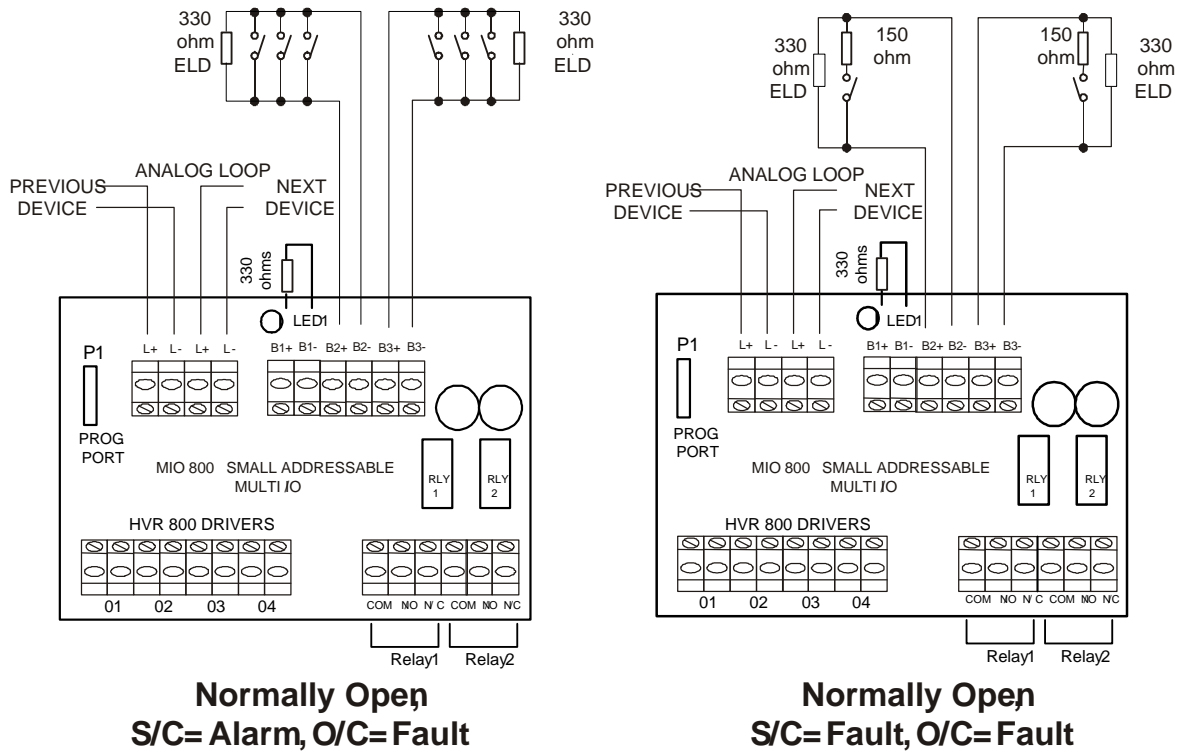 330
ohm
ELD
330
ohm
ELD
ANALOG LOOP
PREVIOUS
DEVICE
NEXT
DEVICE
330
ohms
LED1
P1
L+ L- L+ L-
B1+ B1- B2+ B2- B3+ B3-
PROG
PORT
MIO 800 SMALL ADDRESSABLE
MULTI IO
RLY
1
RLY
2
HVR 800 DRIVERS
01 02 03 04
COM NO N/C COM NO N/C
Relay1 Relay2
Normally Open,
S/C= Alarm, O/C= Fault
330
ohm
ELD
150
ohm
150
ohm
330
ohm
ELD
ANALOG LOOP
PREVIOUS
DEVICE
NEXT
DEVICE
330
ohms
LED1
P1
L+ L- L+ L-
B1+ B1- B2+ B2- B3+ B3-
PROG
PORT
MIO 800 SMALL ADDRESSABLE
MULTI IO
RLY
1
RLY
2
HVR 800 DRIVERS
01 02 03 04
COM NO N/C COM NO N/C
Relay1 Relay2
Normally Open,
S/C= Fault, O/C= Fault